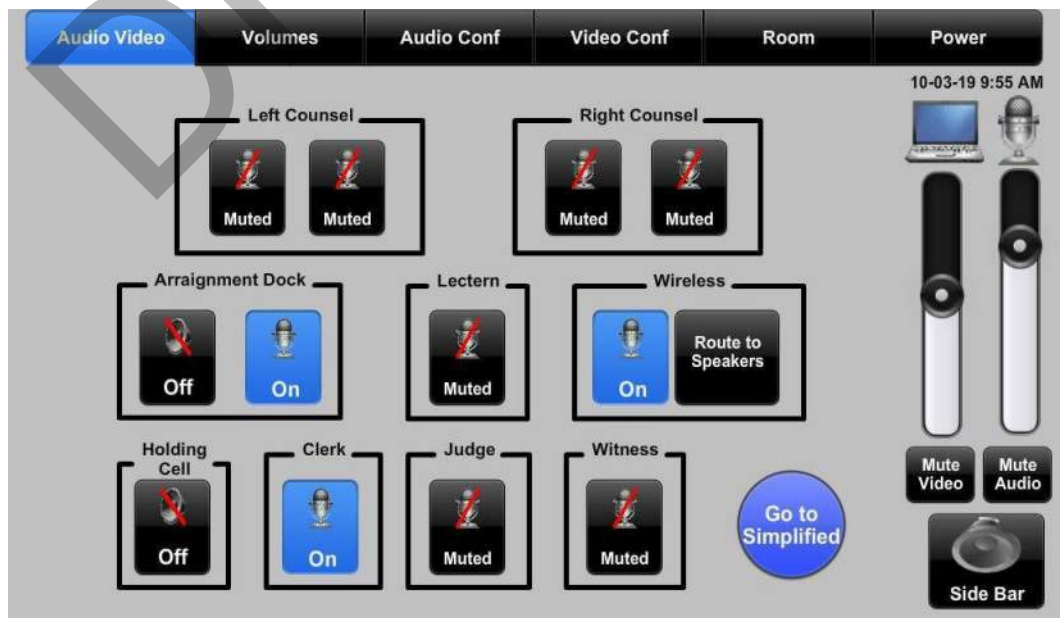 Audio Video
Volumes
Audio Conf
Video Conf
Room
Power
10-03-19 9:55 AM
Left Counsel
Muted
Muted
Right Counsel
Muted
Muted
Arraignment Dock
Off
On
Lectern
Muted
Wireless
On
Route to
Speakers
Holding
Cell
Off
Clerk
On
Judge
Muted
Witness
Muted
Go to
Simplified
Mute
Video
Mute
Audio
Side Bar